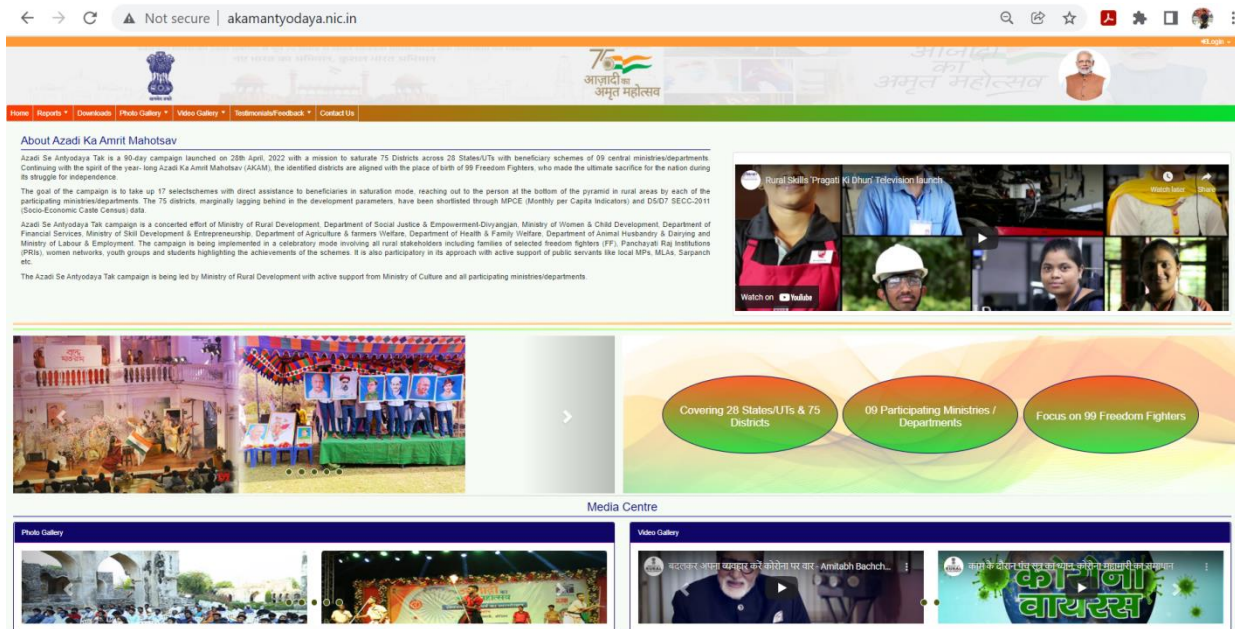 Not secure | akamantyodaya.nic.in
Login
75
आज़ादी का
अमृत महोत्सव
आज़ादी
का
अमृत महोत्सव
Home Reports Downloads Photo Gallery Video Gallery Testimonials/Feedback Contact Us
About Azadi Ka Amrit Mahotsav
Azadi Se Antyodaya Tak is a 90-day campaign launched on 28th April, 2022 with a mission to saturate 75 Districts across 28 States/UTs with beneficiary schemes of 09 central ministries/departments.
Continuing with the spirit of the year- long Azadi Ka Amrit Mahotsav (AKAM), the identified districts are aligned with the place of birth of 99 Freedom Fighters, who made the ultimate sacrifice for the nation during
its struggle for independence.
The goal of the campaign is to take up 17 selectschemes with direct assistance to beneficiaries in saturation mode, reaching out to the person at the bottom of the pyramid in rural areas by each of the
participating ministries/departments. The 75 districts, marginally lagging behind in the development parameters, have been shortlisted through MPCE (Monthly per Capita Indicators) and D5/D7 SECC-2011
(Socio-Economic Caste Census) data.
Azadi Se Antyodaya Tak campaign is a concerted effort of Ministry of Rural Development, Department of Social Justice & Empowerment-Divyangjan, Ministry of Women & Child Development, Department of
Financial Services, Ministry of Skill Development & Entrepreneurship. Department of Agriculture & farmers Welfare, Department of Health & Family Welfare, Department of Animal Husbandry & Dairying and
Ministry of Labour & Employment. The campaign is being implemented in a celebratory mode involving all rural stakeholders including families of selected freedom fighters (FF), Panchayati Raj Institutions
(PRIs), women networks, youth groups and students highlighting the achievements of the schemes. It is also participatory in its approach with active support of public servants like local MPs, MLAs, Sarpanch
etc.
The Azadi Se Antyodaya Tak campaign is being led by Ministry of Rural Development with active support from Ministry of Culture and all participating ministries/departments.
Rural Skills 'Pragati Ki Dhun' Television launch
Watch later Share
Watch on YouTube
Covering 28 States/UTs & 75
Districts
09 Participating Ministries /
Departments
Focus on 99 Freedom Fighters
Media Centre
Photo Gallery
Video Gallery
बदलकर अपना व्यवहार करें कोरोना पर वार - Amitabh Bachch...
काम के दौरान पंच सूत्र का ध्यान, कोरोना महामारी का समाधान
कोरोना
वायरस